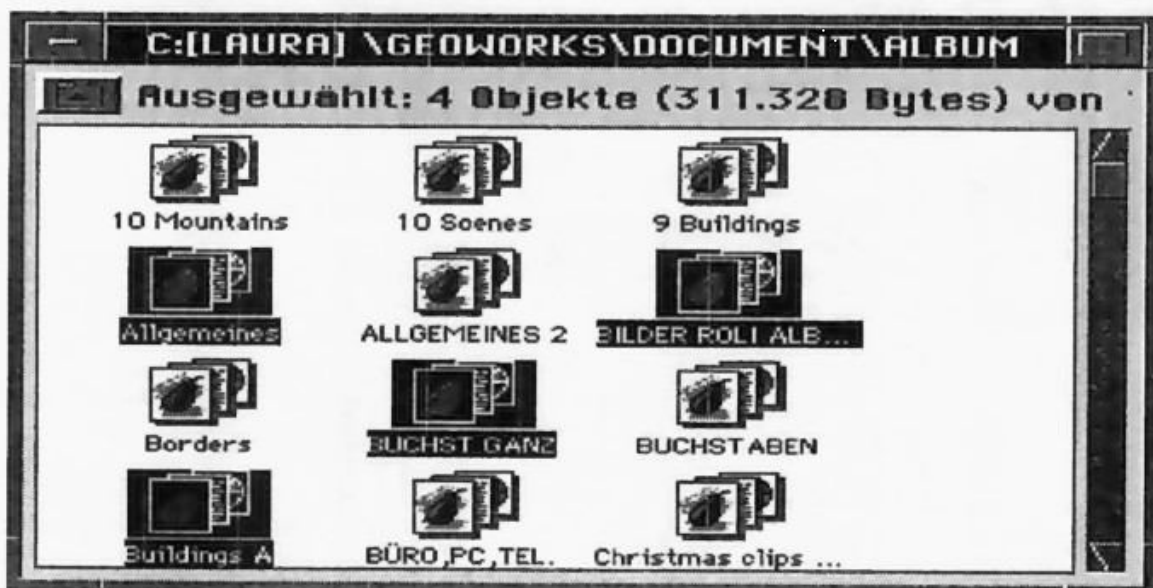 C:[LAURA] \GEOWORKS\DOCUMENT\ALBUM
Ausgewählt: 4 Objekte (311.328 Bytes) von
10 Mountains 10 Scenes 9 Buildings
Allgemeines ALLGEMEINES 2 BILDER ROLI ALB...
Borders BUCHST GANZ BUCHSTABEN
Buildings A BÜRO,PC,TEL. Christmas clips ...